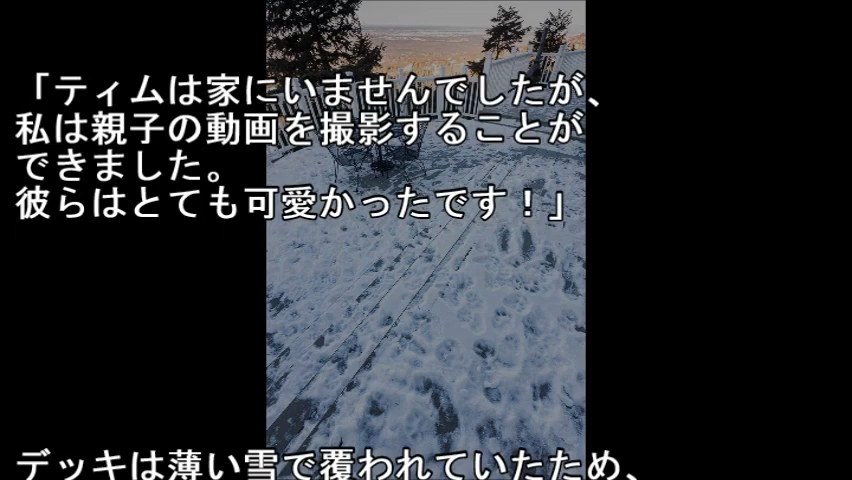 「ティムは家にいませんでしたが、
私は親子の動画を撮影することが
できました。
彼らはとても可愛かったです！」
デッキは薄い雪で覆われていたため、